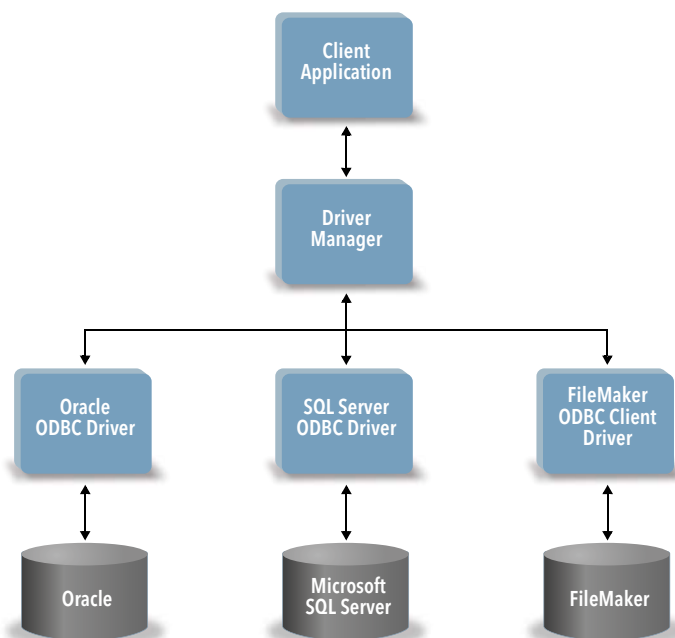 Client
Application
Driver
Manager
Oracle
ODBC Driver
SQL Server
ODBC Driver
FileMaker
ODBC Client
Driver
Oracle
Microsoft
SQL Server
FileMaker